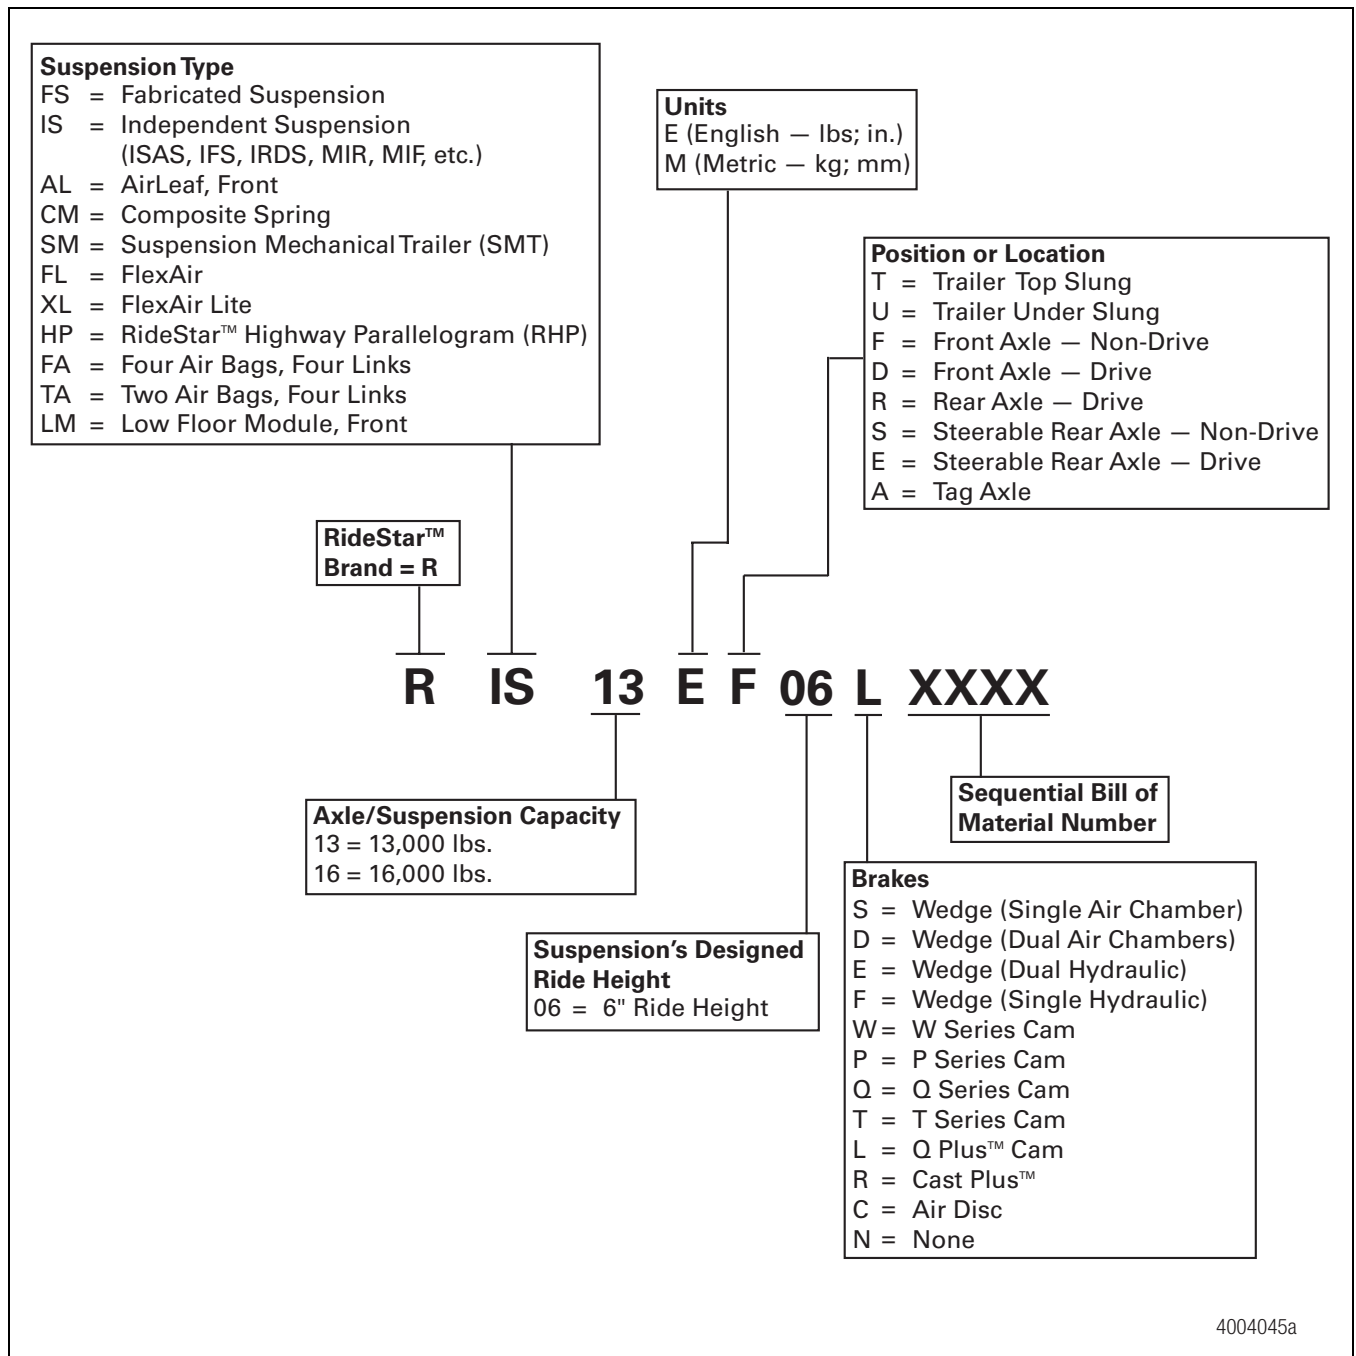 Suspension Type
FS = Fabricated Suspension
IS = Independent Suspension
(ISAS, IFS, IRDS, MIR, MIF, etc.)
AL = AirLeaf, Front
CM = Composite Spring
SM = Suspension Mechanical Trailer (SMT)
FL = FlexAir
XL = FlexAir Lite
HP = RideStar™ Highway Parallelogram (RHP)
FA = Four Air Bags, Four Links
TA = Two Air Bags, Four Links
LM = Low Floor Module, Front
Units
E (English — lbs; in.)
M (Metric — kg; mm)
Position or Location
T = Trailer Top Slung
U = Trailer Under Slung
F = Front Axle — Non-Drive
D = Front Axle — Drive
R = Rear Axle — Drive
S = Steerable Rear Axle — Non-Drive
E = Steerable Rear Axle — Drive
A = Tag Axle
RideStar™
Brand = R
R IS 13 E F 06 L XXXX
Axle/Suspension Capacity
13 = 13,000 lbs.
16 = 16,000 lbs.
Suspension's Designed
Ride Height
06 = 6" Ride Height
Sequential Bill of
Material Number
Brakes
S = Wedge (Single Air Chamber)
D = Wedge (Dual Air Chambers)
E = Wedge (Dual Hydraulic)
F = Wedge (Single Hydraulic)
W = W Series Cam
P = P Series Cam
Q = Q Series Cam
T = T Series Cam
L = Q Plus™ Cam
R = Cast Plus™
C = Air Disc
N = None
4004045a